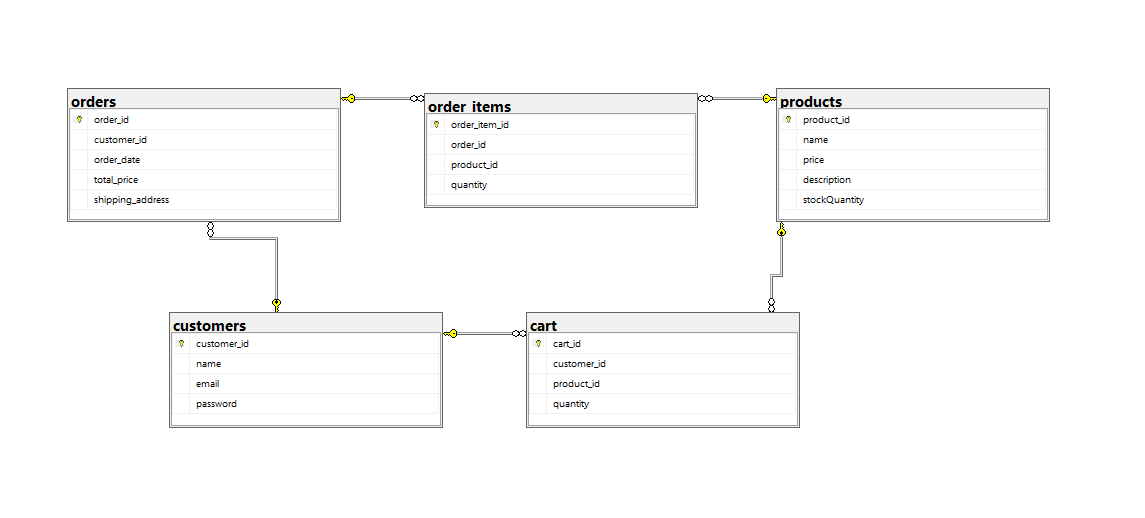 orders
order_id
customer_id
order_date
total_price
shipping_address
order_items
order_item_id
order_id
product_id
quantity
products
product_id
name
price
description
stockQuantity
customers
customer_id
name
email
password
cart
cart_id
customer_id
product_id
quantity